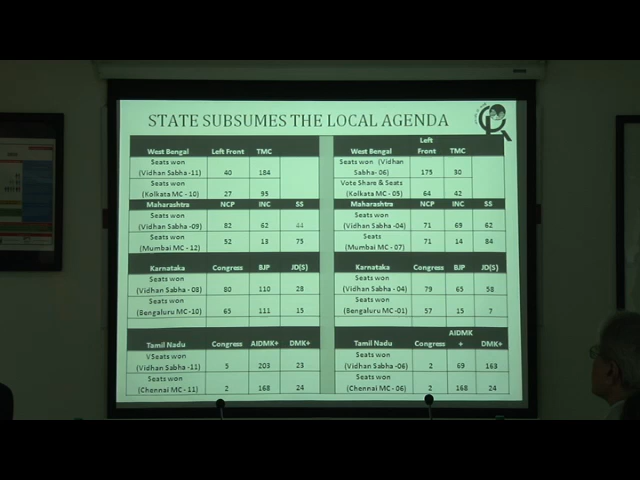 STATE SUBSUMES THE LOCAL AGENDA
West Bengal Left Front TMC
Seats won
(Vidhan Sabha -11) 40 184
Seats won
(Kolkata MC - 10) 27 95
Maharashtra NCP INC SS
Seats won
(Vidhan Sabha -09) 82 62 44
Seats won
(Mumbai MC - 12) 52 13 75
Karnataka Congress BJP JD(S)
Seats won
(Vidhan Sabha - 08) 80 110 28
Seats won
(Bengaluru MC-10) 65 111 15
Tamil Nadu Congress AIDMK+ DMK+
VSeats won
(Vidhan Sabha -11) 5 203 23
Seats won
(Chennai MC - 11) 2 168 24
Left
West Bengal Front TMC
Seats won (Vidhan
Sabha- 06) 175 30
Vote Share & Seats
(Kolkata MC - 05) 64 42
Maharashtra NCP INC SS
Seats won
(Vidhan Sabha -04) 71 69 62
Seats
(Mumbai MC - 07) 71 14 84
Karnataka Congress BJP JD(S)
Seats won
(Vidhan Sabha - 04) 79 65 58
Seats won
(Bengaluru MC-01) 57 15 7
AIDMK
Tamil Nadu Congress + DMK+
Seats won
(Vidhan Sabha -06) 2 69 163
Seats won
(Chennai MC - 06) 2 168 24